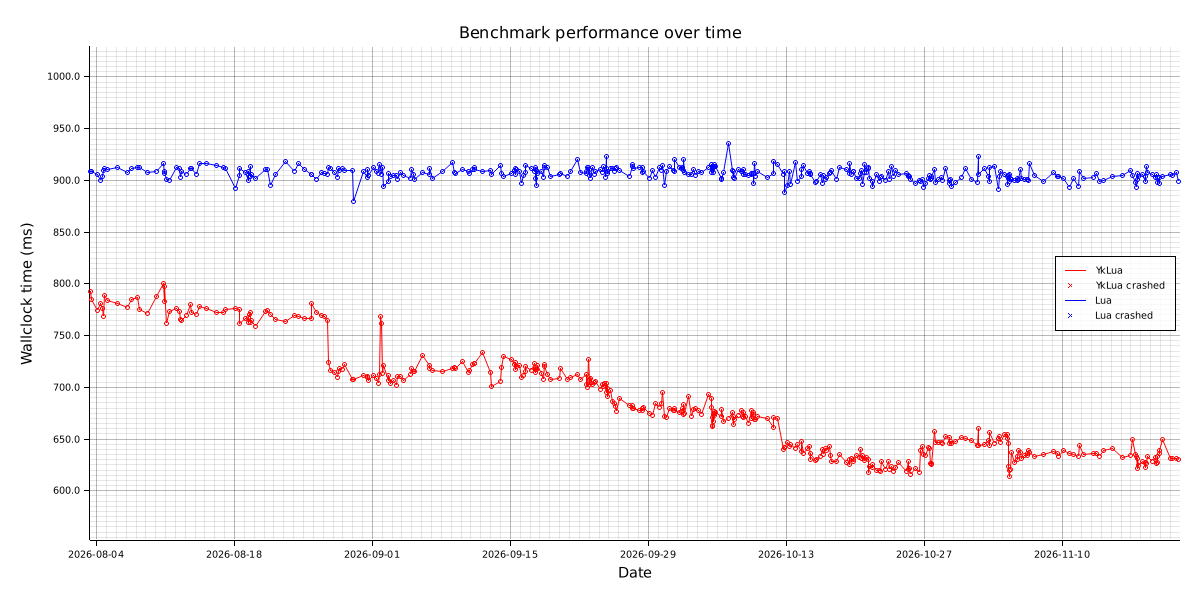 Benchmark performance over time
1000.0
950.0
900.0
850.0
800.0
750.0
700.0
650.0
600.0
Wallclock time (ms)
YkLua
YkLua crashed
Lua
Lua crashed
2026-08-04 2026-08-18 2026-09-01 2026-09-15 2026-09-29 2026-10-13 2026-10-27 2026-11-10
Date